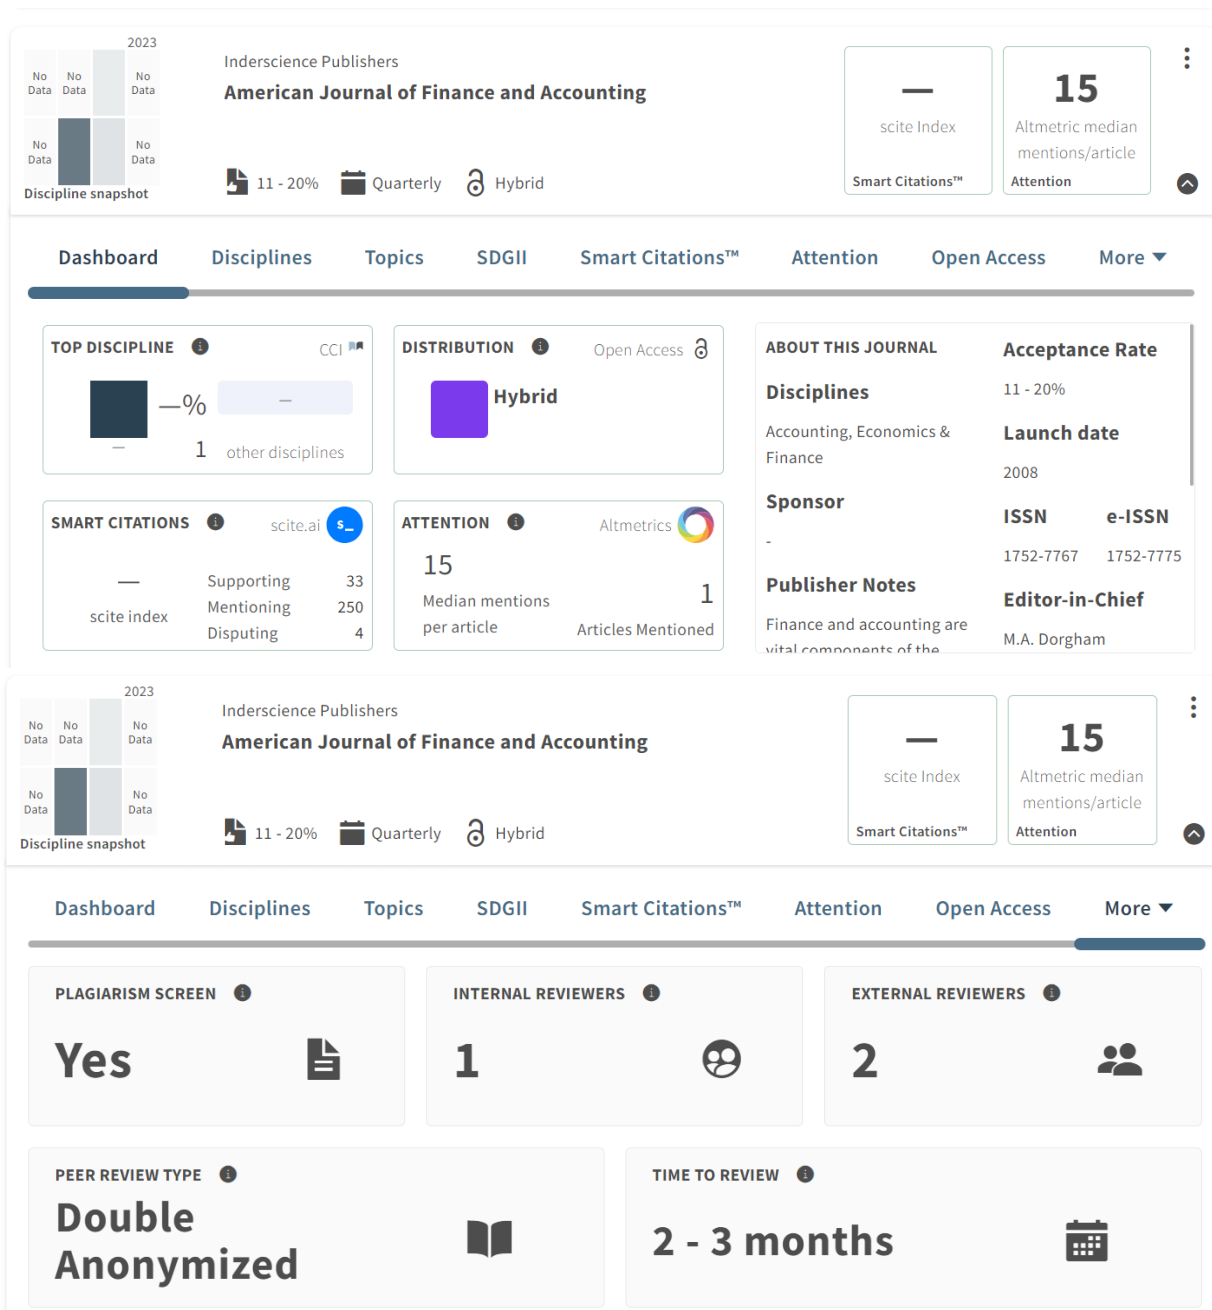 2023
No Data
No Data
No Data
No Data
No Data
Discipline snapshot
Inderscience Publishers
American Journal of Finance and Accounting
11 - 20%
Quarterly
Hybrid
—
scite Index
Smart Citations™
15
Altmetric median
mentions/article
Attention
Dashboard
Disciplines
Topics
SDGII
Smart Citations™
Attention
Open Access
More
TOP DISCIPLINE
CCI
—%
—
—
1 other disciplines
DISTRIBUTION
Open Access
Hybrid
SMART CITATIONS
scite.ai
s_
—
scite index
Supporting 33
Mentioning 250
Disputing 4
ATTENTION
Altmetrics
15
Median mentions
per article
1
Articles Mentioned
ABOUT THIS JOURNAL
Disciplines
Accounting, Economics &
Finance
Sponsor
-
Publisher Notes
Finance and accounting are
vital components of the
Acceptance Rate
11 - 20%
Launch date
2008
ISSN e-ISSN
1752-7767 1752-7775
Editor-in-Chief
M.A. Dorgham
2023
No Data
No Data
No Data
No Data
No Data
Discipline snapshot
Inderscience Publishers
American Journal of Finance and Accounting
11 - 20%
Quarterly
Hybrid
—
scite Index
Smart Citations™
15
Altmetric median
mentions/article
Attention
Dashboard
Disciplines
Topics
SDGII
Smart Citations™
Attention
Open Access
More
PLAGIARISM SCREEN
Yes
INTERNAL REVIEWERS
1
EXTERNAL REVIEWERS
2
PEER REVIEW TYPE
Double
Anonymized
TIME TO REVIEW
2 - 3 months